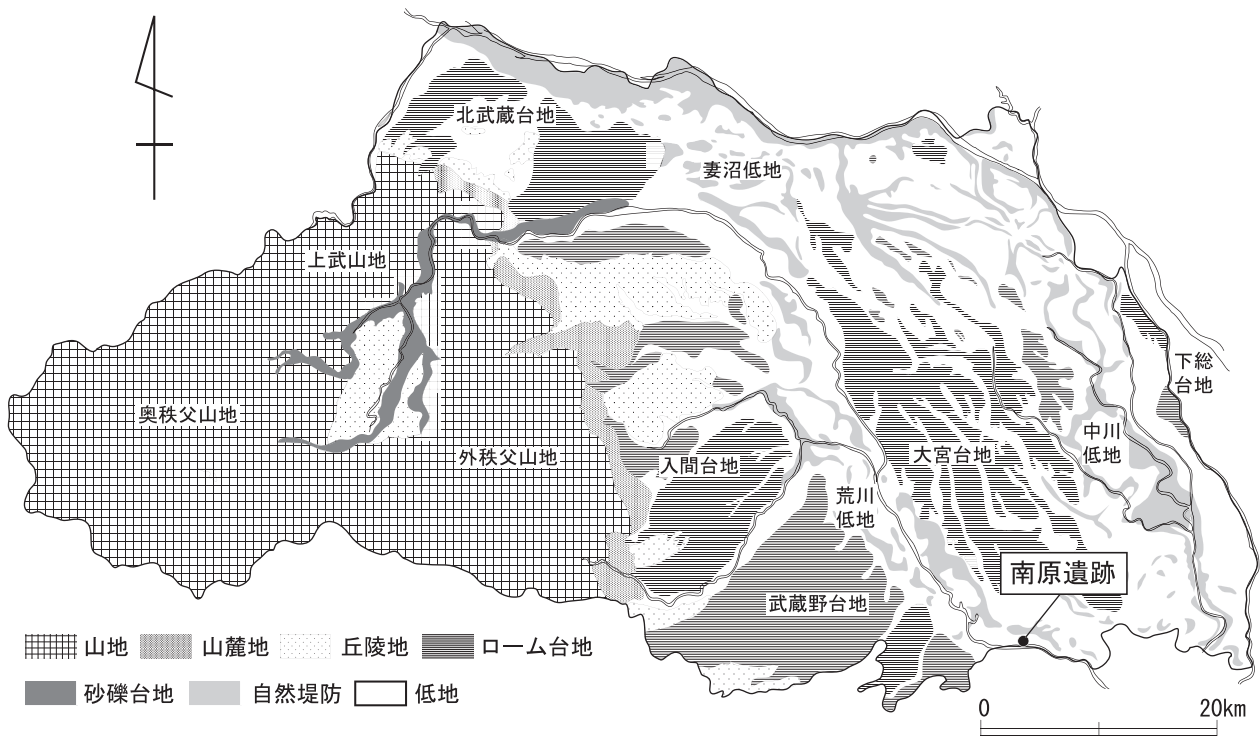 北武蔵台地
妻沼低地
上武山地
下総
台地
奥秩父山地
中川
低地
外秩父山地
入間台地
大宮台地
荒川
低地
南原遺跡
武蔵野台地
山地
山麓地
丘陵地
ローム台地
砂礫台地
自然堤防
低地
0
20km